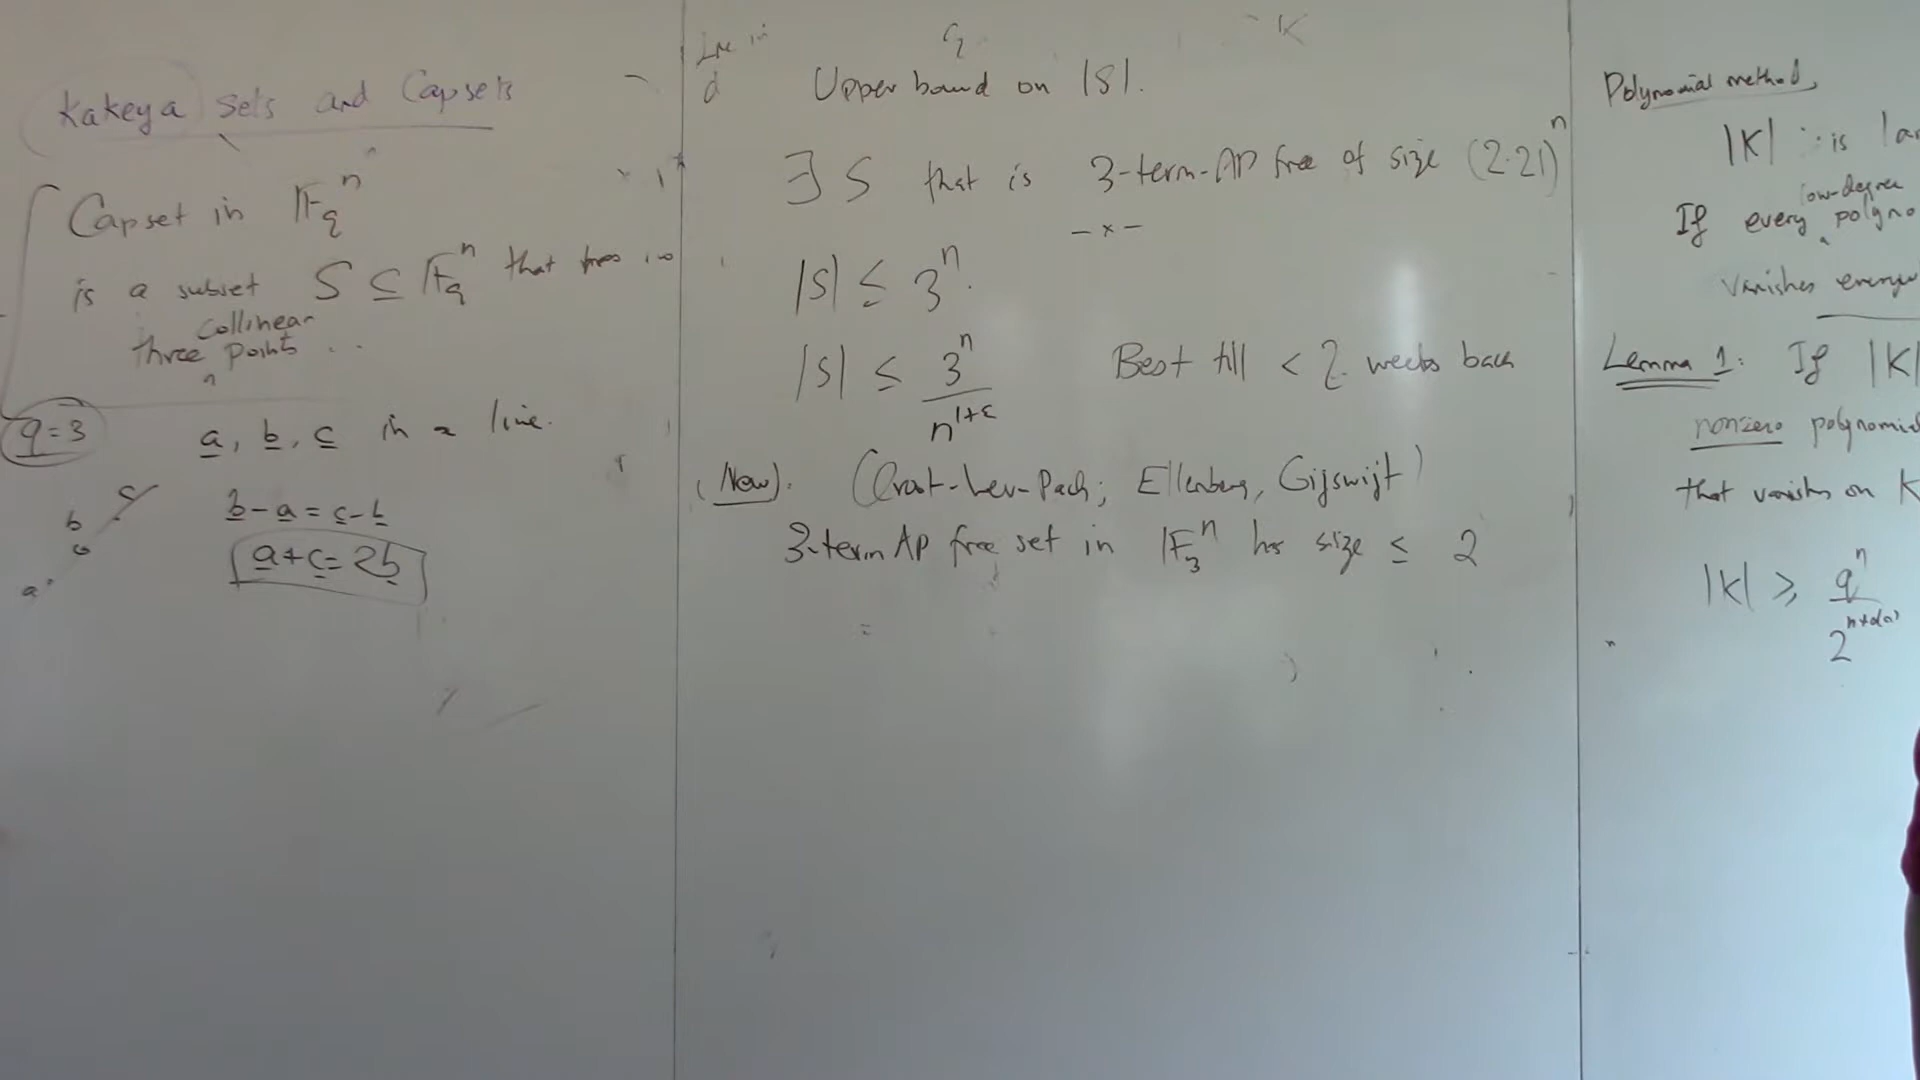 Kakeya Sets and Capsets
Capset in 𝔽_q^n
is a subset S ⊆ 𝔽_q^n that has no
collinear
three points
q=3
a, b, c in a line.
c
b
a
b-a = c-b
a+c = 2b
Line in
d
Upper bound on |S|.
∃ S that is 3-term-AP free of size (2.21)^n
-x-
|S| ≤ 3^n.
|S| ≤ 3^n / n^{1+ε} Best till < 2 weeks back
(New). (Croot-Lev-Pach; Ellenberg, Gijswijt)
3-term AP free set in 𝔽_3^n has size ≤ 2
K
Polynomial method
|K| is
low-degree
If every
vanishes
Lemma 1: If |K|
nonzero
that vanishes on K
|K| ≥ q^n / 2^{n+o(n)}